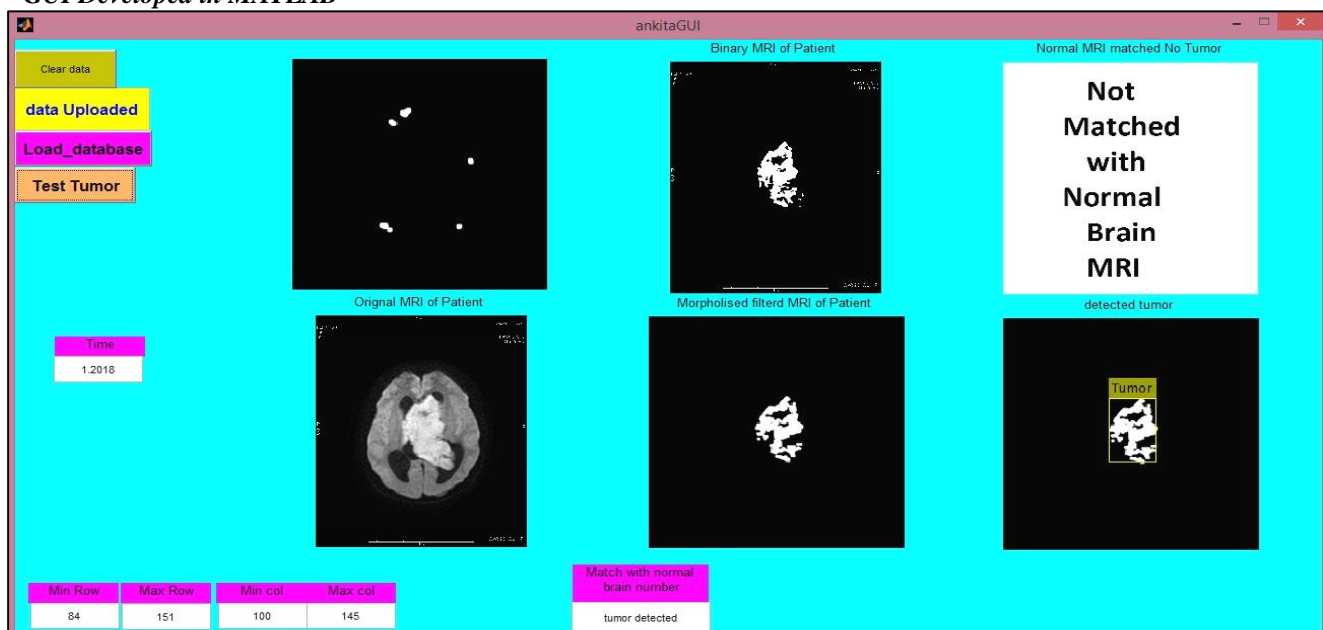 GUI Developed in MATLAB
ankitaGUI
Clear data
data Uploaded
Load_database
Test Tumor
Binary MRI of Patient
Normal MRI matched No Tumor
Not
Matched
with
Normal
Brain
MRI
Orignal MRI of Patient
Morpholised filterd MRI of Patient
detected tumor
Tumor
Time
1.2018
Min Row
Max Row
Min col
Max col
84
151
100
145
Match with normal
brain number
tumor detected